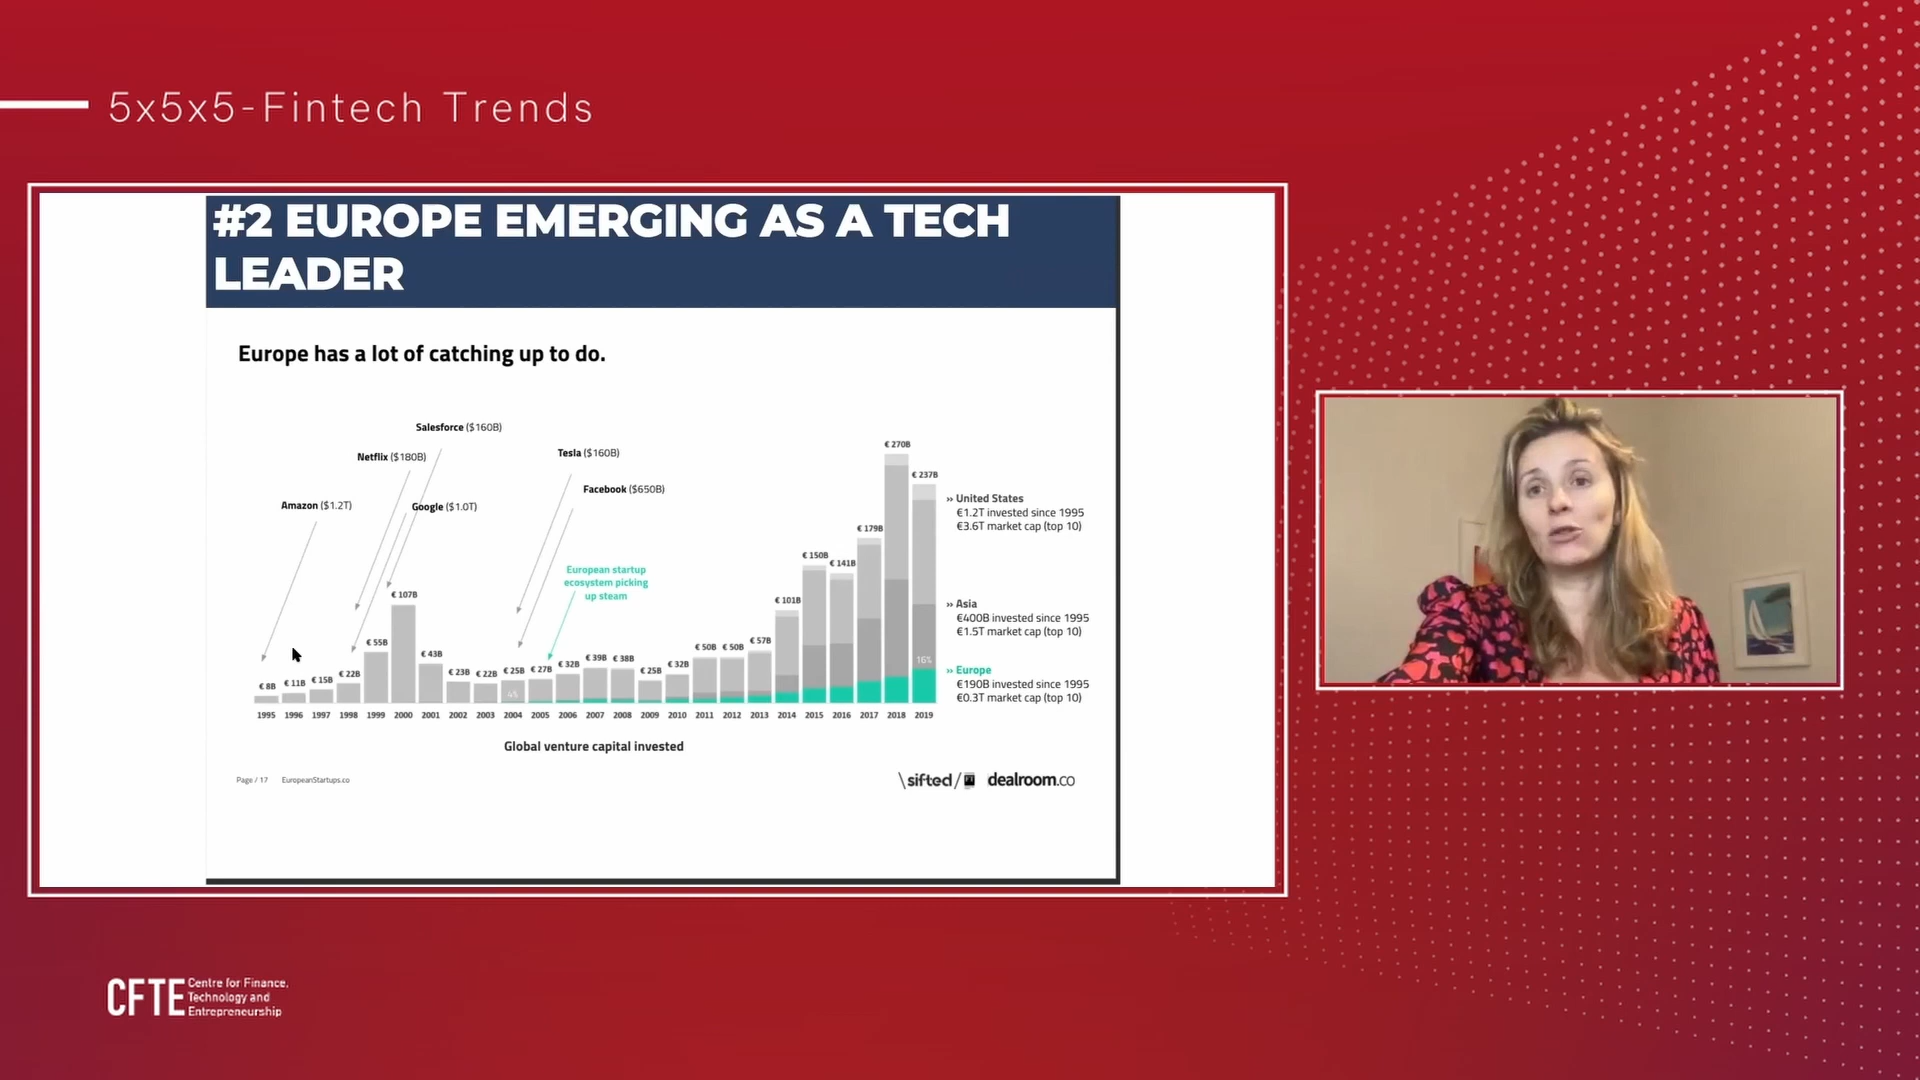 5x5x5-Fintech Trends
#2 EUROPE EMERGING AS A TECH
LEADER
Europe has a lot of catching up to do.
Salesforce ($160B)
Netflix ($180B)
Tesla ($160B)
Facebook ($650B)
Amazon ($1.2T)
Google ($1.0T)
European startup
ecosystem picking
up steam
€ 8B € 11B € 15B € 22B € 55B € 107B € 43B € 23B € 22B € 25B € 27B € 32B € 39B € 38B € 25B € 32B € 50B € 50B € 57B € 101B € 150B € 141B € 179B € 270B € 237B
4%
16%
1995 1996 1997 1998 1999 2000 2001 2002 2003 2004 2005 2006 2007 2008 2009 2010 2011 2012 2013 2014 2015 2016 2017 2018 2019
Global venture capital invested
›› United States
€1.2T invested since 1995
€3.6T market cap (top 10)
›› Asia
€400B invested since 1995
€1.5T market cap (top 10)
›› Europe
€190B invested since 1995
€0.3T market cap (top 10)
Page / 17 EuropeanStartups.co
\sifted/ dealroom.co
CFTE
Centre for Finance,
Technology and
Entrepreneurship